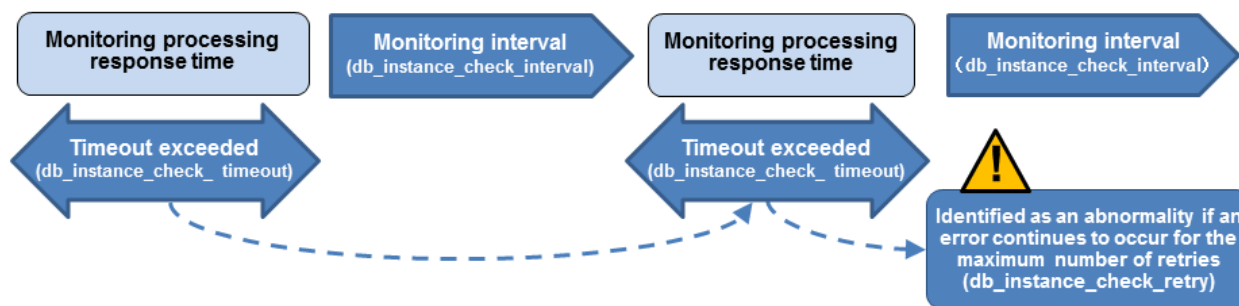 Monitoring processing
response time
Monitoring interval
(db_instance_check_interval)
Monitoring processing
response time
Monitoring interval
（db_instance_check_interval）
Timeout exceeded
(db_instance_check_ timeout)
Timeout exceeded
(db_instance_check_ timeout)
!
Identified as an abnormality if an
error continues to occur for the
maximum number of retries
(db_instance_check_retry)